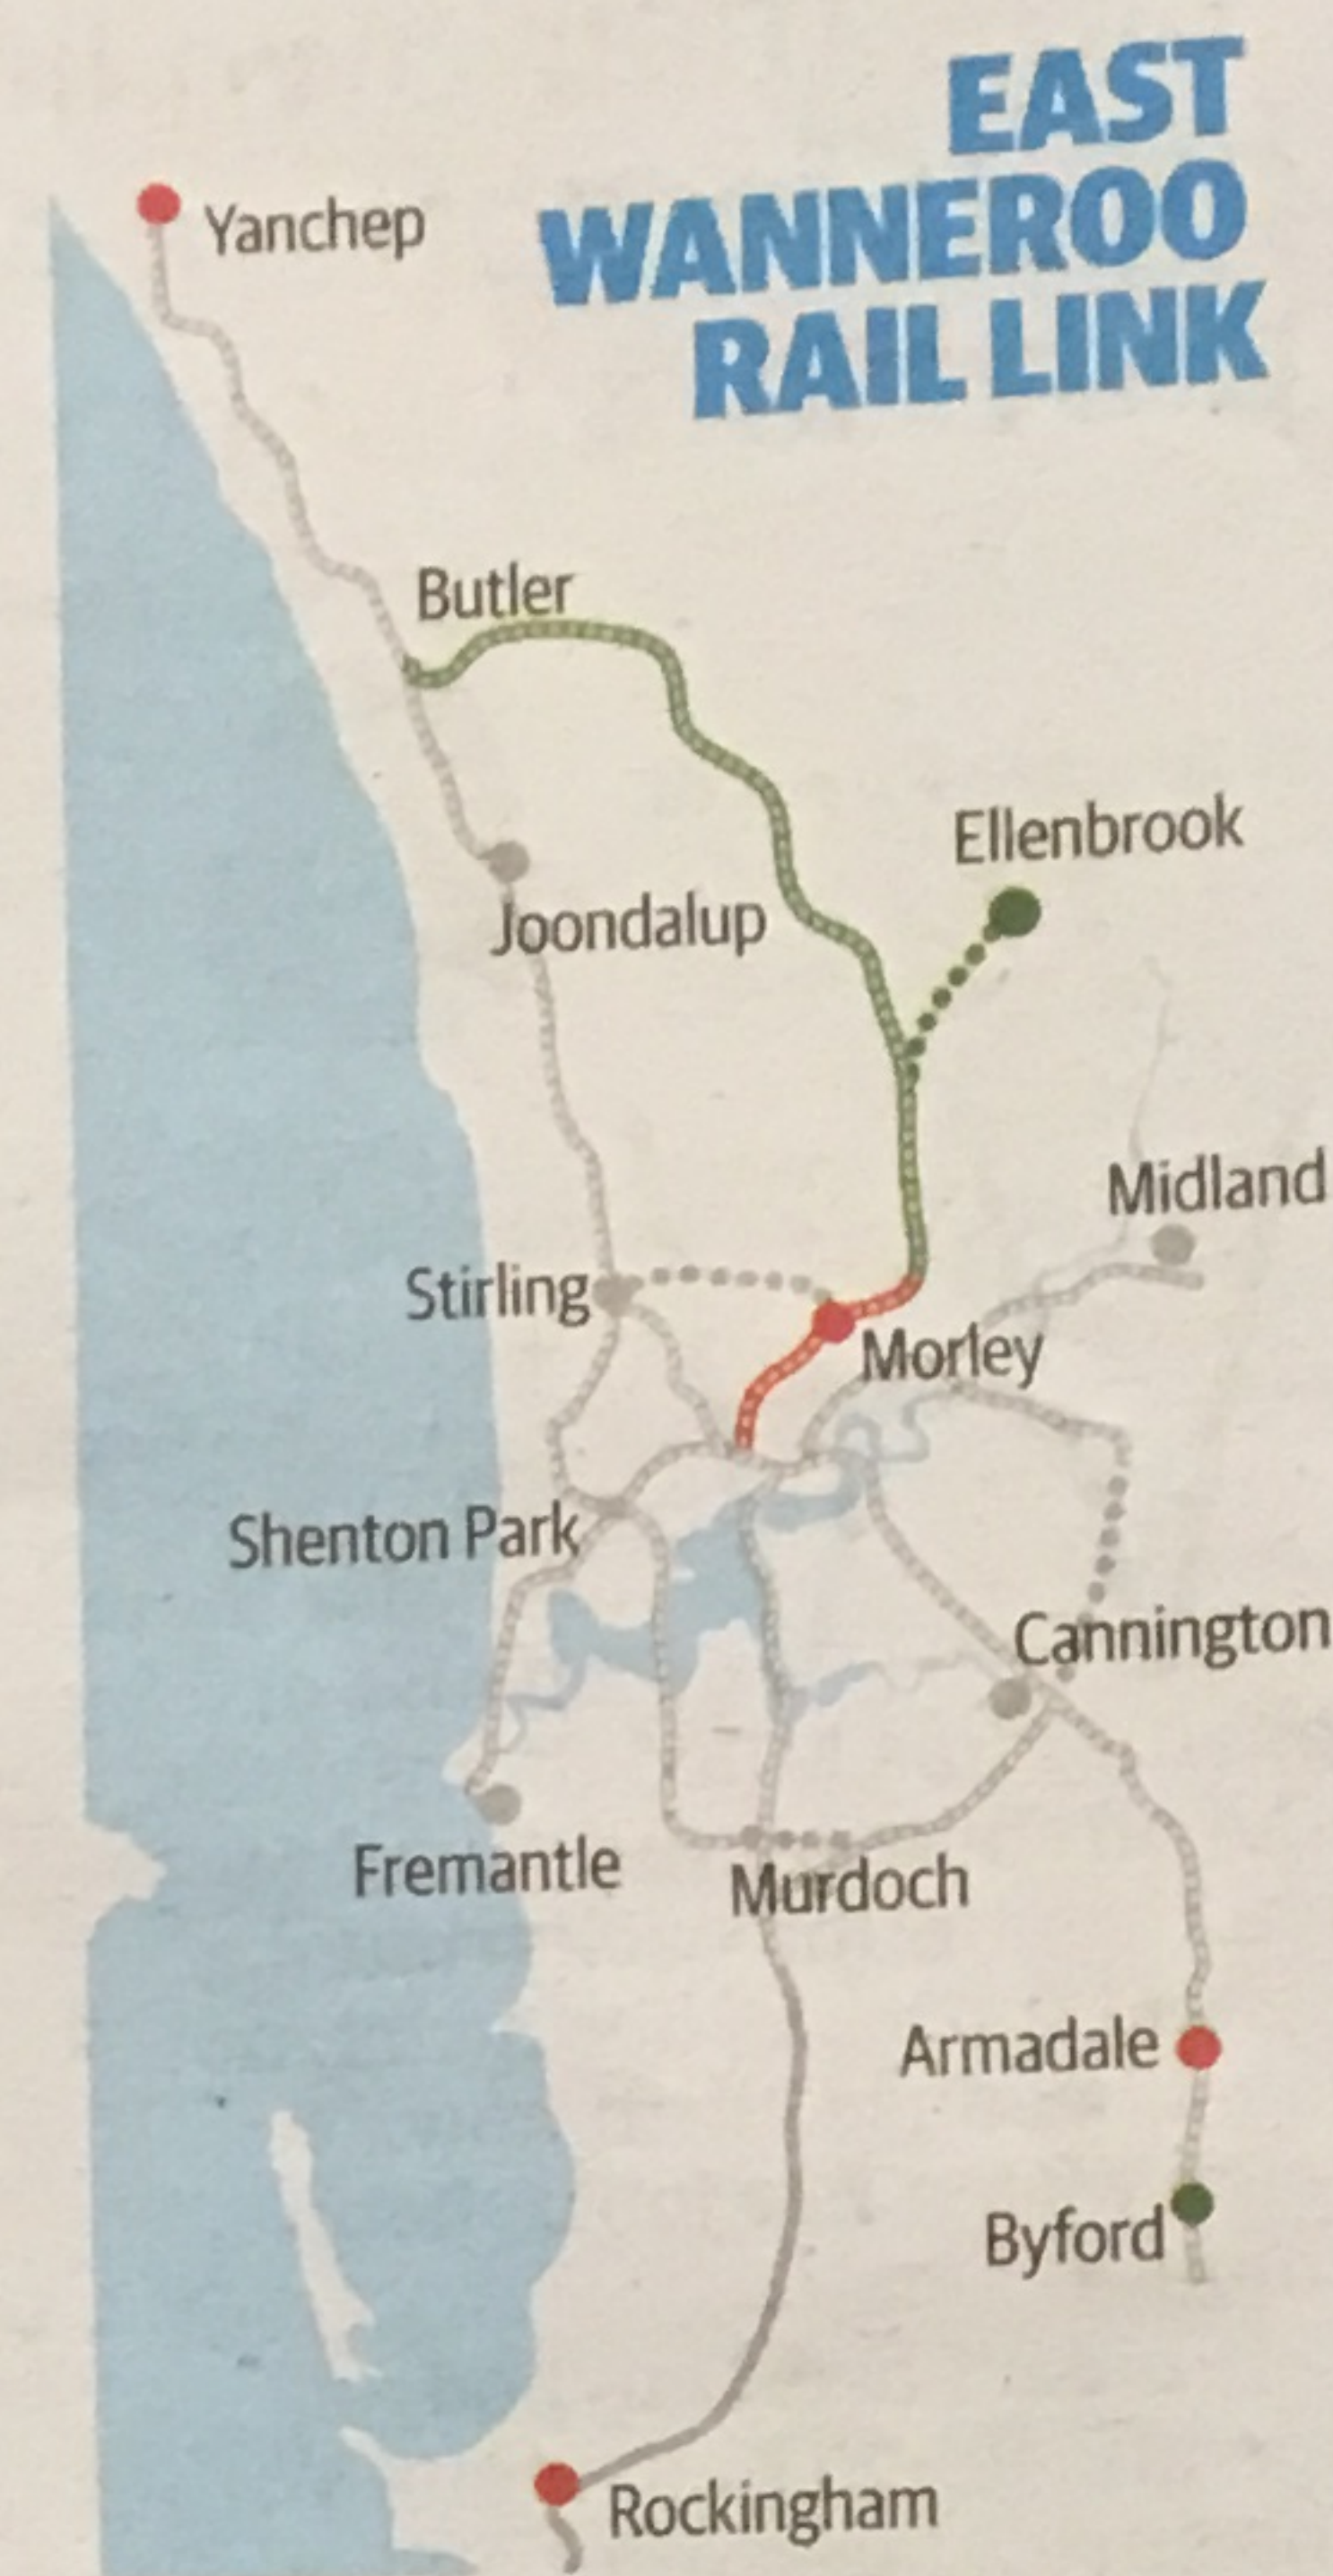 EAST
WANNEROO
RAIL LINK
Yanchep
Butler
Ellenbrook
Joondalup
Midland
Stirling
Morley
Shenton Park
Cannington
Fremantle
Murdoch
Armadale
Byford
Rockingham